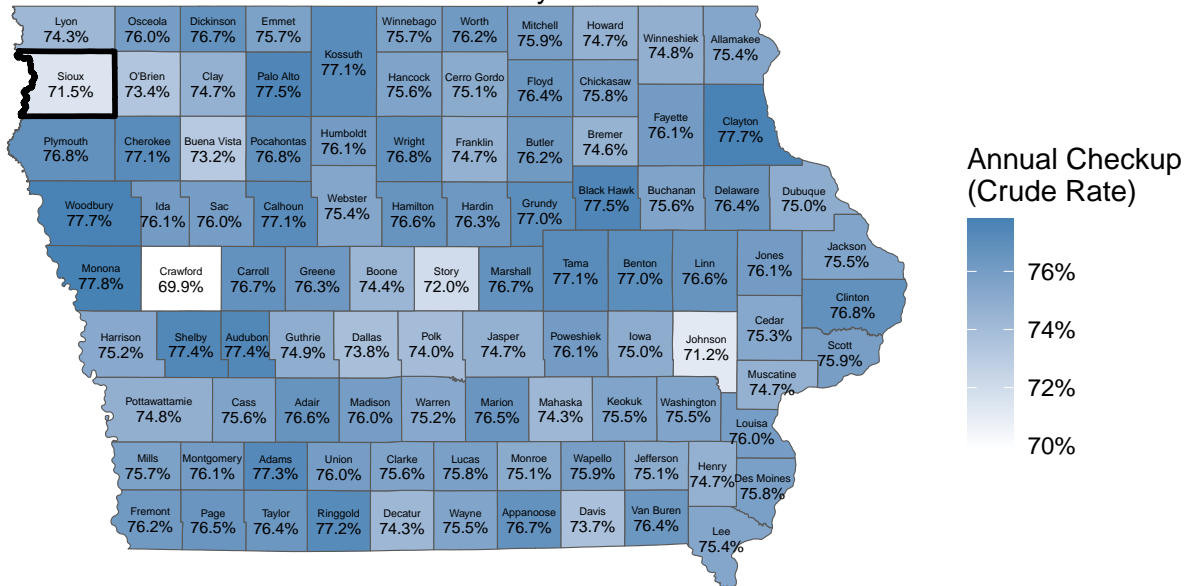 Lyon
74.3%
Osceola
76.0%
Dickinson
76.7%
Emmet
75.7%
Kossuth
77.1%
Winnebago
75.7%
Worth
76.2%
Mitchell
75.9%
Howard
74.7%
Winneshiek
74.8%
Allamakee
75.4%
Sioux
71.5%
O'Brien
73.4%
Clay
74.7%
Palo Alto
77.5%
Hancock
75.6%
Cerro Gordo
75.1%
Floyd
76.4%
Chickasaw
75.8%
Fayette
76.1%
Clayton
77.7%
Plymouth
76.8%
Cherokee
77.1%
Buena Vista
73.2%
Pocahontas
76.8%
Humboldt
76.1%
Wright
76.8%
Franklin
74.7%
Butler
76.2%
Bremer
74.6%
Woodbury
77.7%
Ida
76.1%
Sac
76.0%
Calhoun
77.1%
Webster
75.4%
Hamilton
76.6%
Hardin
76.3%
Grundy
77.0%
Black Hawk
77.5%
Buchanan
75.6%
Delaware
76.4%
Dubuque
75.0%
Monona
77.8%
Crawford
69.9%
Carroll
76.7%
Greene
76.3%
Boone
74.4%
Story
72.0%
Marshall
76.7%
Tama
77.1%
Benton
77.0%
Linn
76.6%
Jones
76.1%
Jackson
75.5%
Clinton
76.8%
Harrison
75.2%
Shelby
77.4%
Audubon
77.4%
Guthrie
74.9%
Dallas
73.8%
Polk
74.0%
Jasper
74.7%
Poweshiek
76.1%
Iowa
75.0%
Johnson
71.2%
Cedar
75.3%
Scott
75.9%
Muscatine
74.7%
Pottawattamie
74.8%
Cass
75.6%
Adair
76.6%
Madison
76.0%
Warren
75.2%
Marion
76.5%
Mahaska
74.3%
Keokuk
75.5%
Washington
75.5%
Louisa
76.0%
Mills
75.7%
Montgomery
76.1%
Adams
77.3%
Union
76.0%
Clarke
75.6%
Lucas
75.8%
Monroe
75.1%
Wapello
75.9%
Jefferson
75.1%
Henry
74.7%
Des Moines
75.8%
Fremont
76.2%
Page
76.5%
Taylor
76.4%
Ringgold
77.2%
Decatur
74.3%
Wayne
75.5%
Appanoose
76.7%
Davis
73.7%
Van Buren
76.4%
Lee
75.4%
Annual Checkup
(Crude Rate)
76%
74%
72%
70%